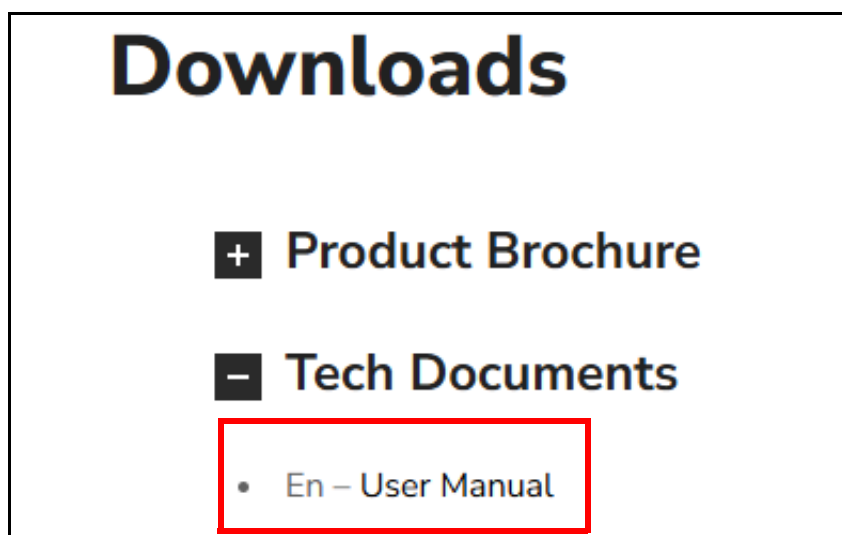 Downloads
Product Brochure
Tech Documents
• En – User Manual